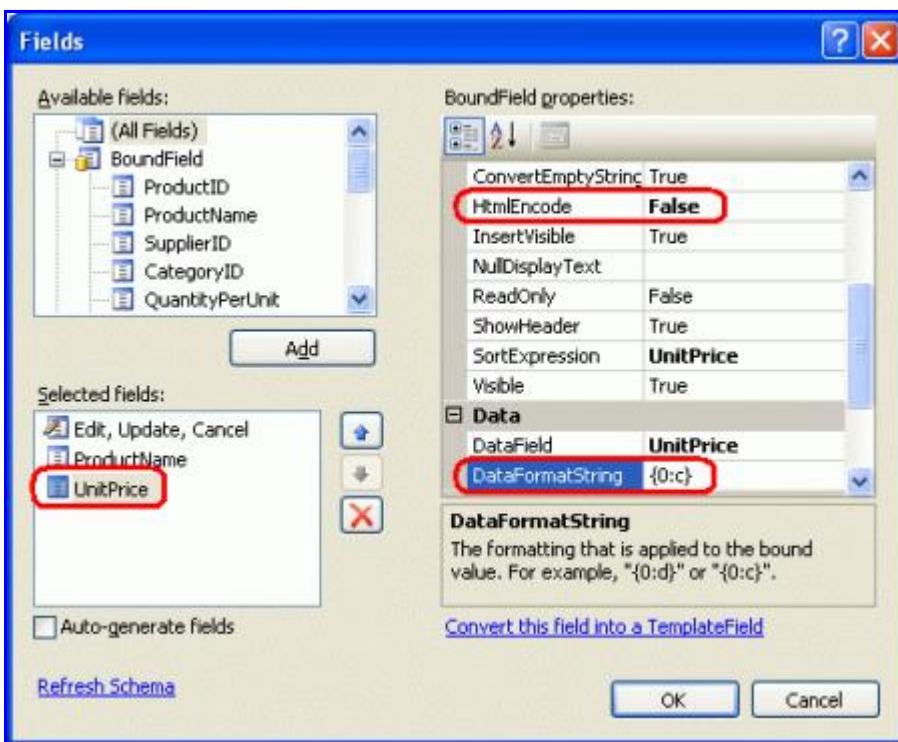 Fields
Available fields:
(All Fields)
BoundField
ProductID
ProductName
SupplierID
CategoryID
QuantityPerUnit
Add
Selected fields:
Edit, Update, Cancel
ProductName
UnitPrice
Auto-generate fields
Refresh Schema
BoundField properties:
ConvertEmptyString True
HtmlEncode False
InsertVisible True
NullDisplayText
ReadOnly False
ShowHeader True
SortExpression UnitPrice
Visible True
Data
DataField UnitPrice
DataFormatString {0:c}
DataFormatString
The formatting that is applied to the bound
value. For example, "{0:d}" or "{0:c}".
Convert this field into a TemplateField
OK
Cancel